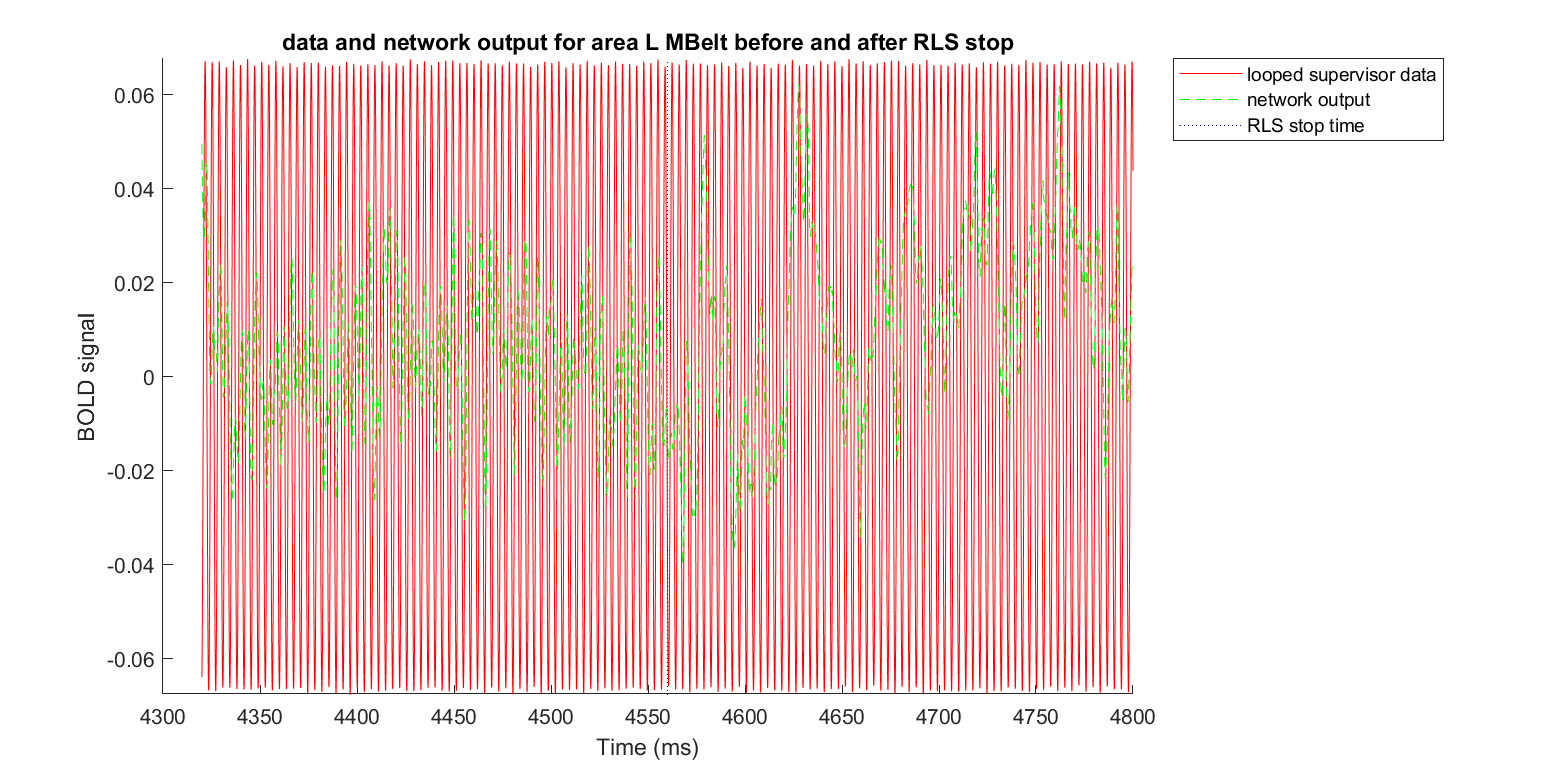 data and network output for area L MBelt before and after RLS stop
looped supervisor data
network output
RLS stop time
0.06
0.04
0.02
0
-0.02
-0.04
-0.06
BOLD signal
4300 4350 4400 4450 4500 4550 4600 4650 4700 4750 4800
Time (ms)